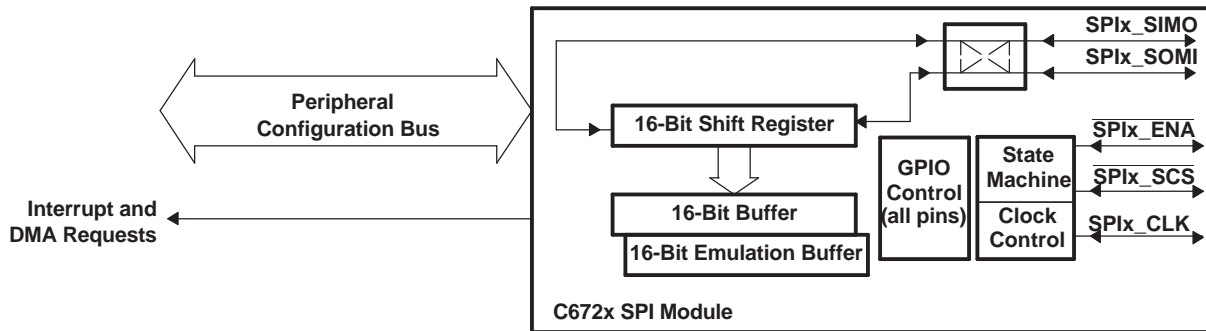 SPIx_SIMO
SPIx_SOMI
Peripheral
Configuration Bus
16-Bit Shift Register
SPIx_ENA
GPIO
Control
(all pins)
State
Machine
SPIx_SCS
Interrupt and
DMA Requests
16-Bit Buffer
Clock
Control
SPIx_CLK
16-Bit Emulation Buffer
C672x SPI Module